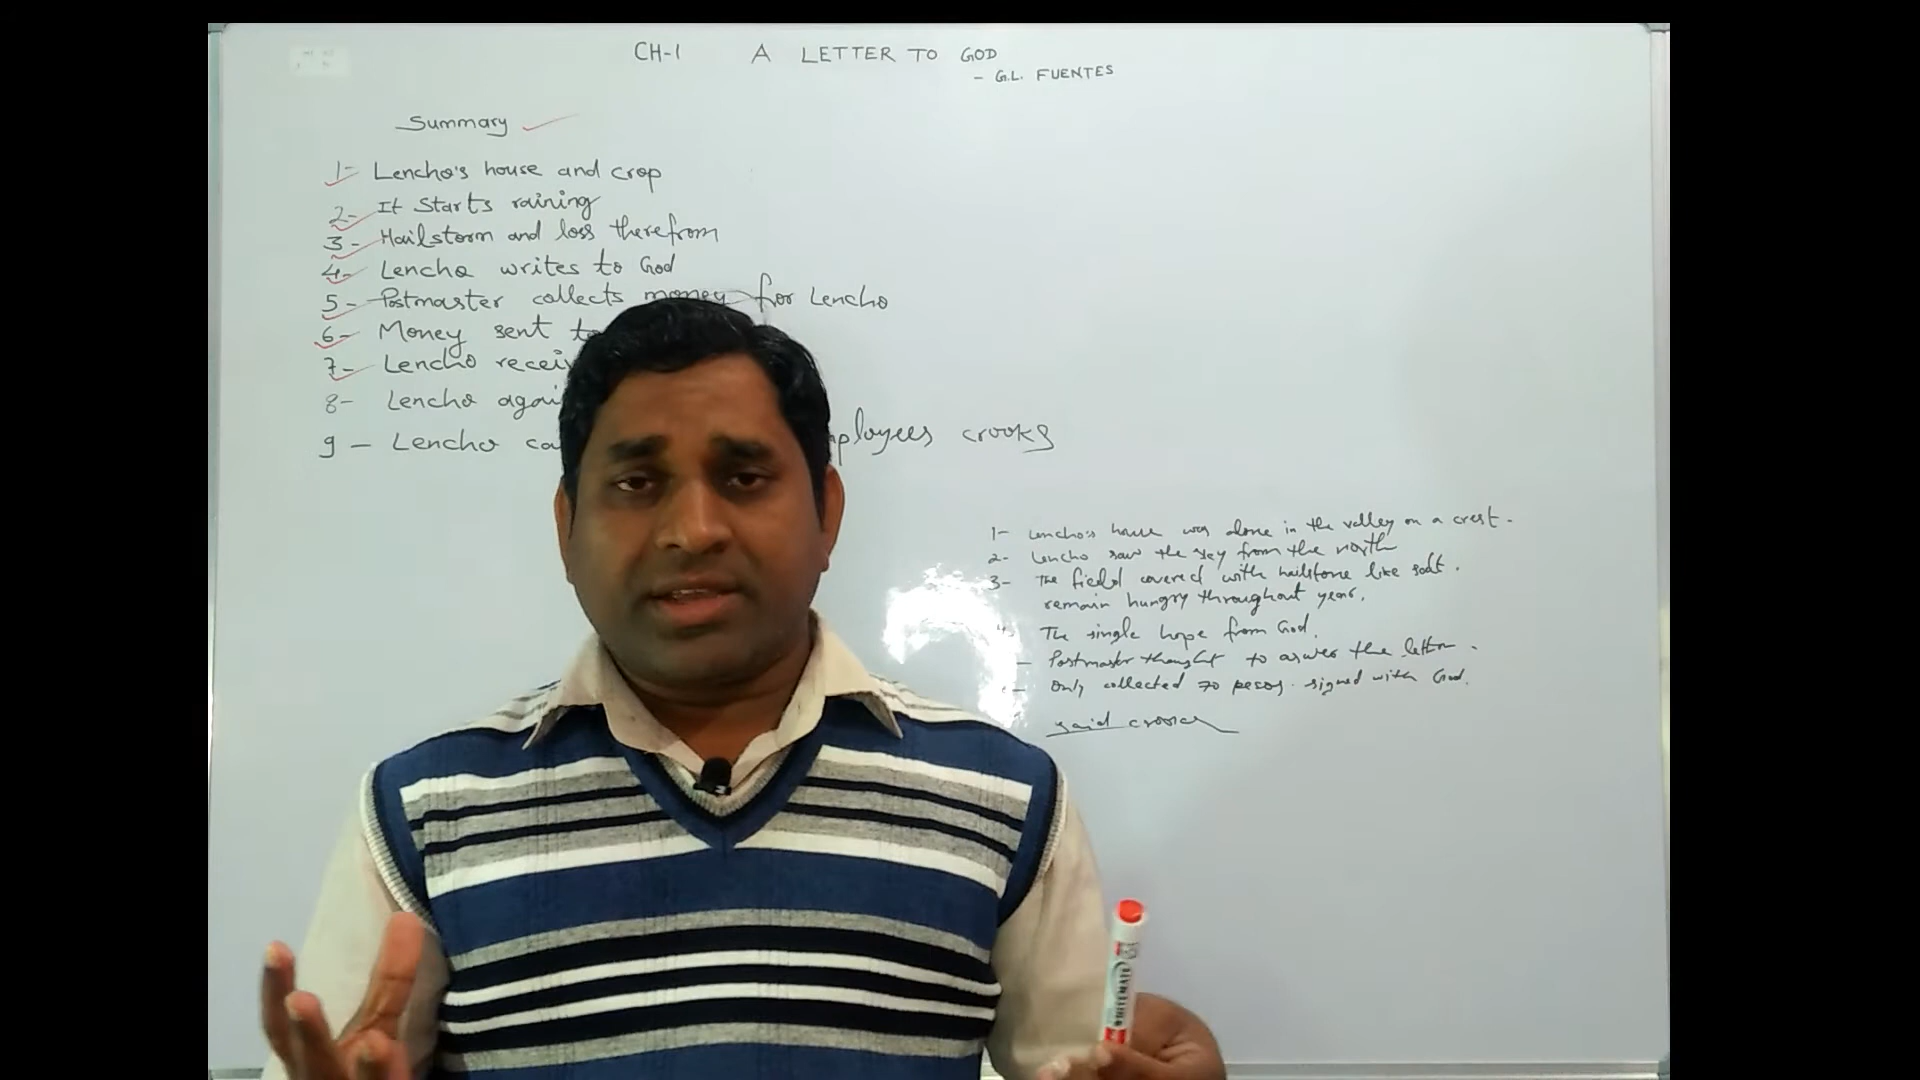 CH-1 A LETTER TO GOD
- G.L. FUENTES
Summary
1- Lencho's house and crop
2- It starts raining
3- Hailstorm and loss therefrom
4- Lencho writes to God
5- Postmaster collects money for Lencho
6- Money sent to
7- Lencho
8- Lencho
9- Lencho crooks
1- Lencho's house was alone in the valley on a crest.
2- Lencho saw the sky from the north
3- The field covered with hailstone like salt.
remain hungry throughout year.
The single hope from God.
- Postmaster thought to answer the letter.
- only collected 70 pesos. signed with God.
said